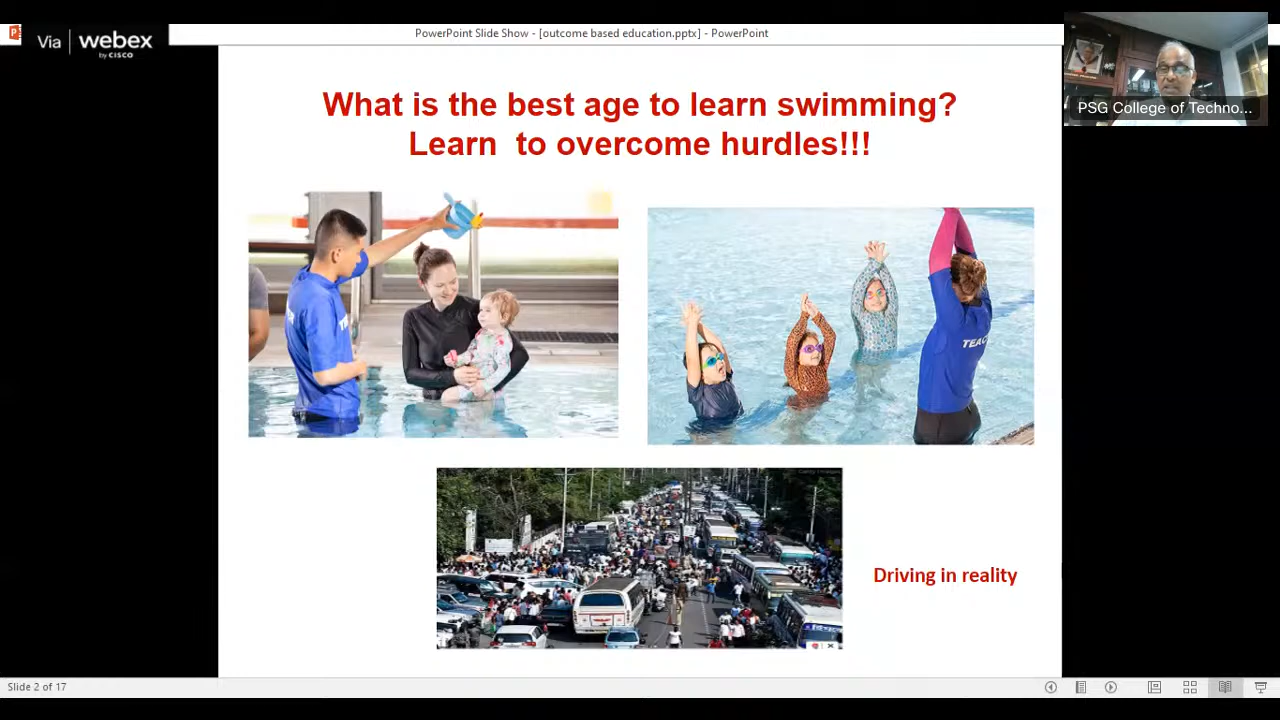 PowerPoint Slide Show - [outcome based education.pptx] - PowerPoint
Via webex
by CISCO
PSG College of Techno...
What is the best age to learn swimming?
Learn to overcome hurdles!!!
TEAC
Driving in reality
Slide 2 of 17